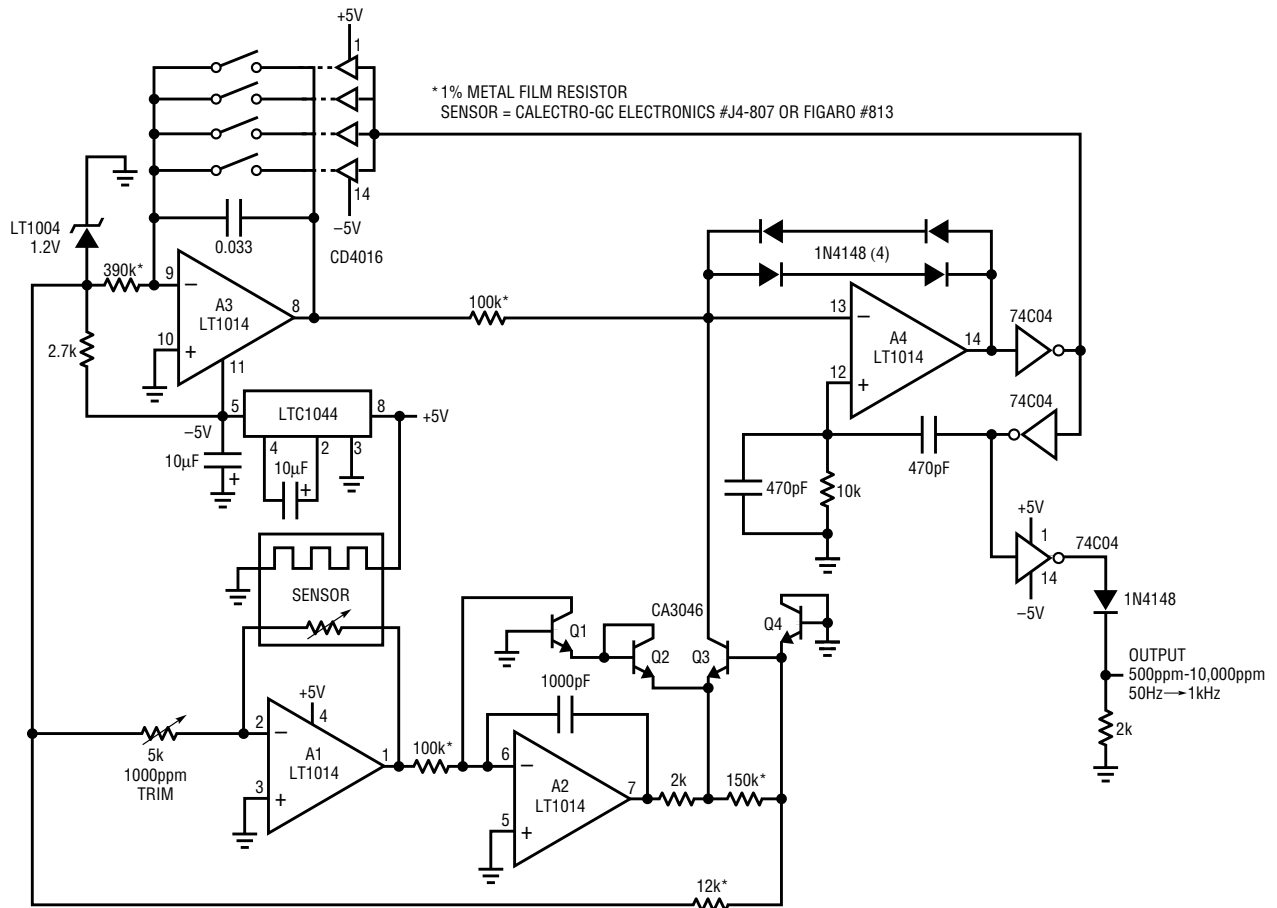 +5V
1
* 1% METAL FILM RESISTOR
SENSOR = CALECTRO-GC ELECTRONICS #J4-807 OR FIGARO #813
14
–5V
CD4016
LT1004
1.2V
0.033
390k*
9
–
A3
LT1014
8
10
+
11
2.7k
100k*
1N4148 (4)
13
–
A4
LT1014
14
12
+
74C04
74C04
5
LTC1044
8
+5V
–5V
4
2
3
10µF
+
10µF
+
470pF
470pF
10k
+5V
1
74C04
14
–5V
1N4148
SENSOR
CA3046
Q1
Q2
Q3
Q4
OUTPUT
500ppm-10,000ppm
50Hz→1kHz
2k
1000pF
+5V
4
2
–
A1
LT1014
1
3
+
5k
1000ppm
TRIM
100k*
6
–
A2
LT1014
7
5
+
2k
150k*
12k*